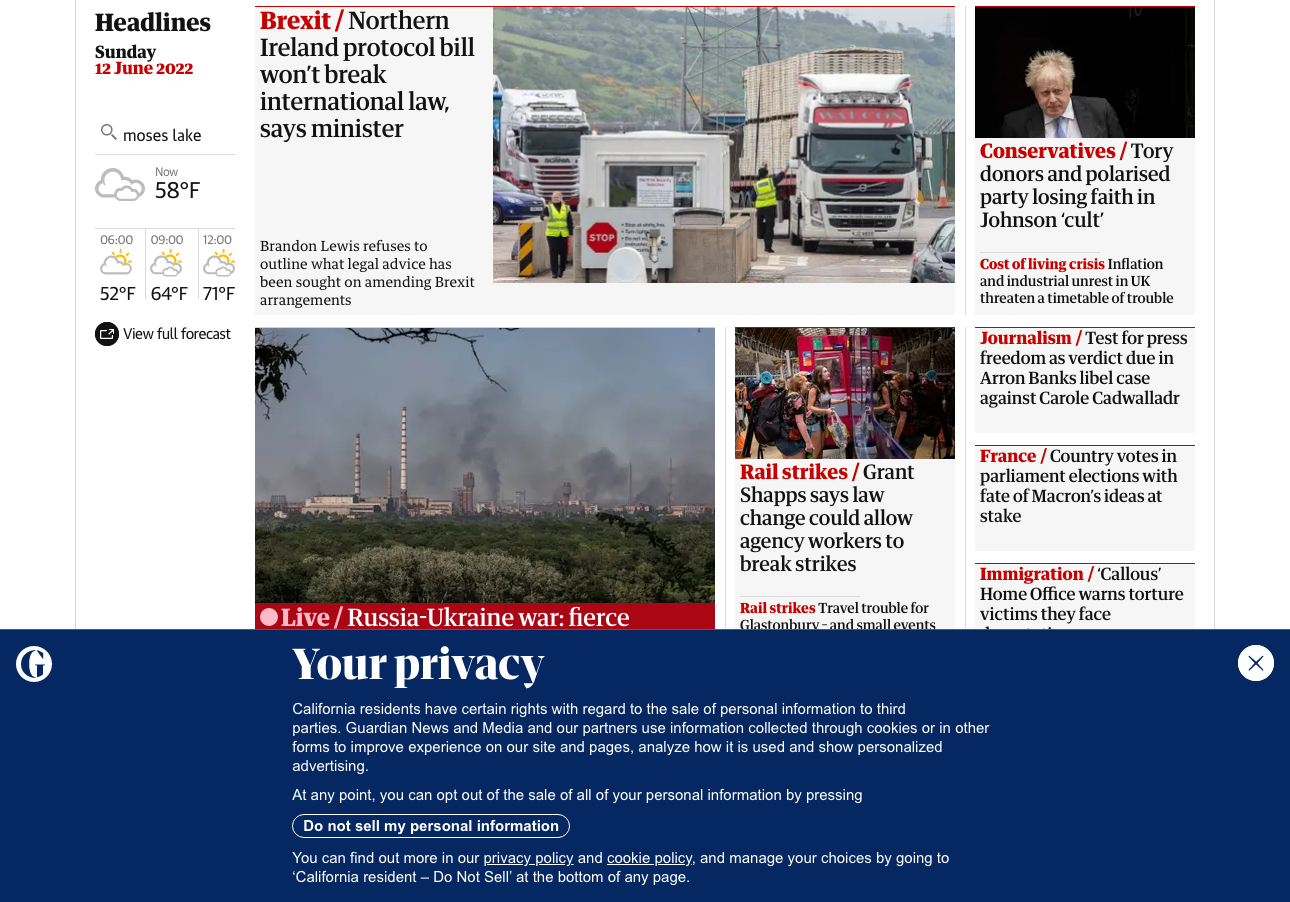 Headlines
Sunday
12 June 2022
moses lake
Now
58°F
06:00
09:00
12:00
52°F
64°F
71°F
View full forecast
Brexit / Northern
Ireland protocol bill
won’t break
international law,
says minister
Brandon Lewis refuses to
outline what legal advice has
been sought on amending Brexit
arrangements
STOP
Conservatives / Tory
donors and polarised
party losing faith in
Johnson ‘cult’
Cost of living crisis Inflation
and industrial unrest in UK
threaten a timetable of trouble
Live / Russia-Ukraine war: fierce
Rail strikes / Grant
Shapps says law
change could allow
agency workers to
break strikes
Rail strikes Travel trouble for
Glastonbury – and small events
Journalism / Test for press
freedom as verdict due in
Arron Banks libel case
against Carole Cadwalladr
France / Country votes in
parliament elections with
fate of Macron’s ideas at
stake
Immigration / ‘Callous’
Home Office warns torture
victims they face
Your privacy
California residents have certain rights with regard to the sale of personal information to third
parties. Guardian News and Media and our partners use information collected through cookies or in other
forms to improve experience on our site and pages, analyze how it is used and show personalized
advertising.
At any point, you can opt out of the sale of all of your personal information by pressing
Do not sell my personal information
You can find out more in our privacy policy and cookie policy, and manage your choices by going to
‘California resident – Do Not Sell’ at the bottom of any page.